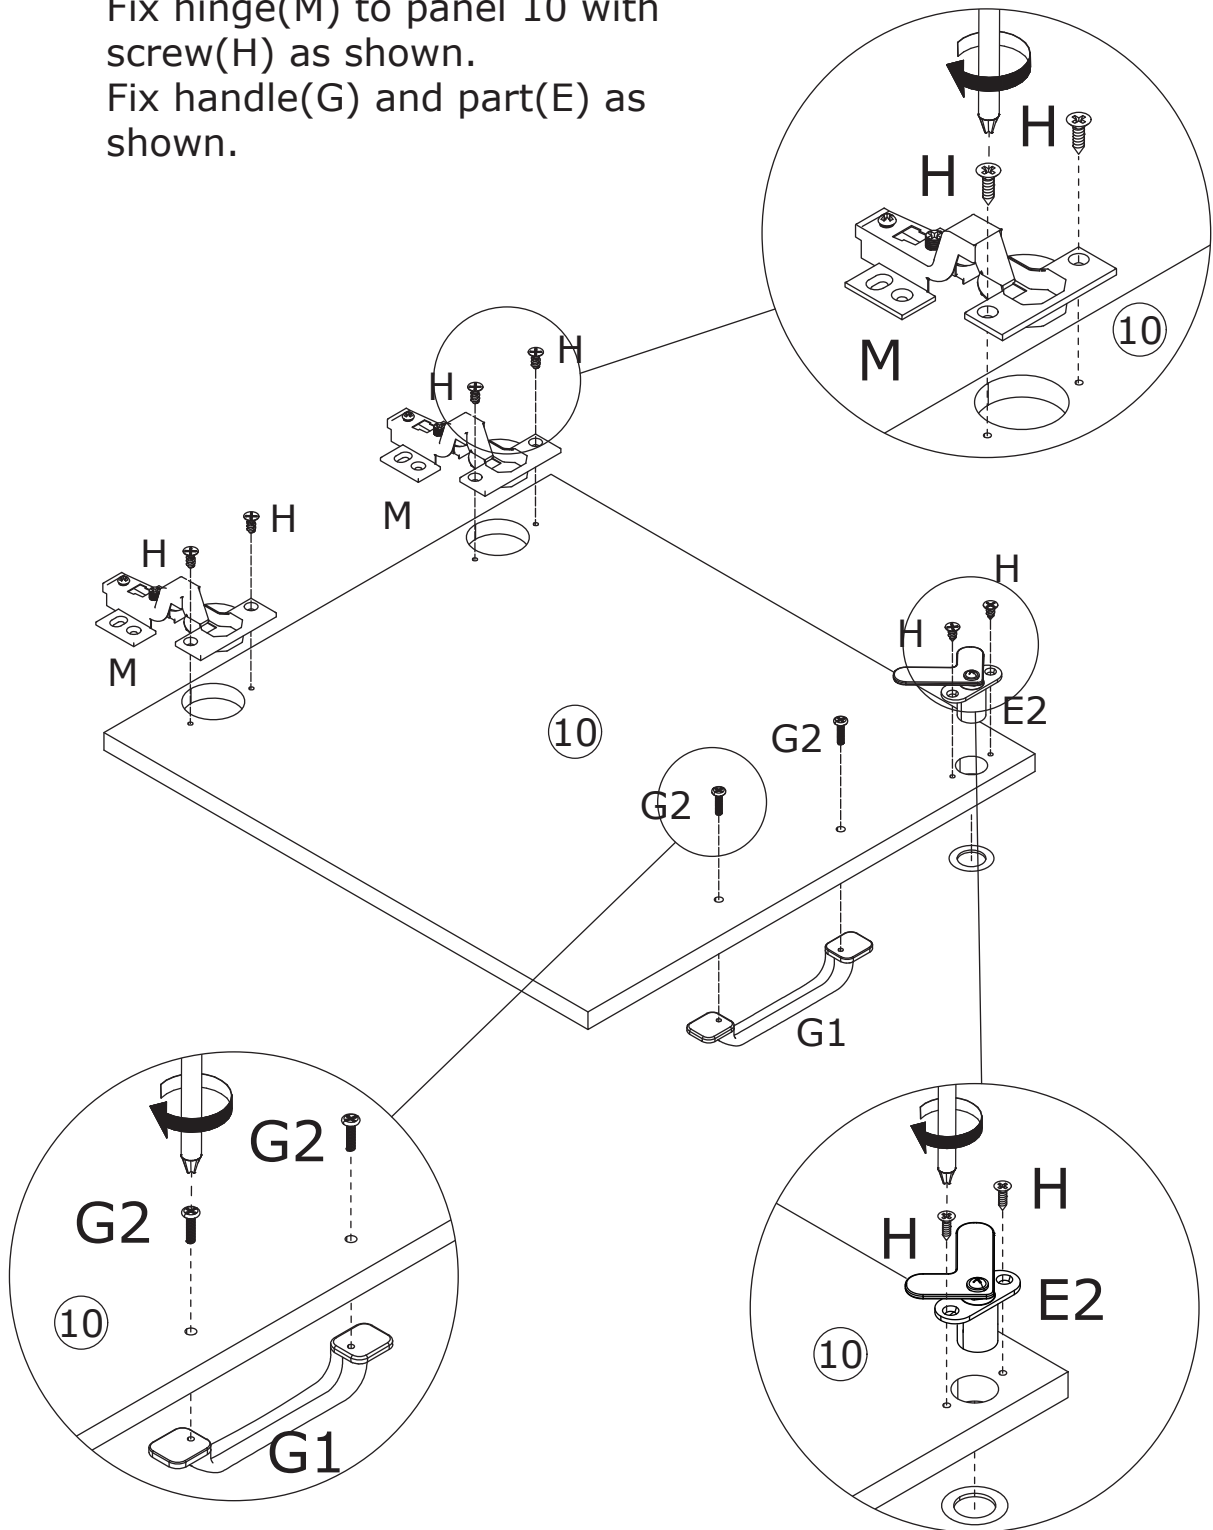 Fix hinge(M) to panel 10 with
screw(H) as shown.
Fix handle(G) and part(E) as
shown.
H
H
M
10
H
H
M
H
H
M
10
H
H
E2
G2
G2
G1
G2
G2
10
G1
H
H
E2
10